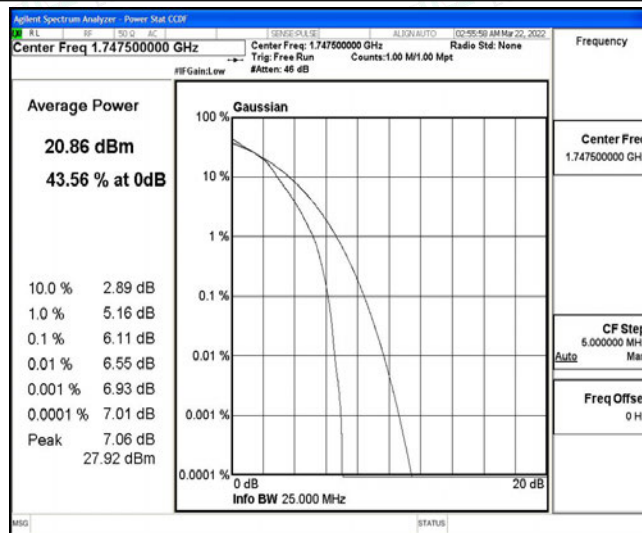 Agilent Spectrum Analyzer - Power Stat CCDF
RL RF 50 Ω AC SENSE:PULSE ALIGN AUTO 02:55:58 AM Mar 22, 2022
Center Freq 1.747500000 GHz
Center Freq: 1.747500000 GHz Radio Std: None
Trig: Free Run Counts:1.00 M/1.00 Mpt
#IFGain:Low #Atten: 46 dB
Frequency
Average Power
20.86 dBm
43.56 % at 0dB
10.0 % 2.89 dB
1.0 % 5.16 dB
0.1 % 6.11 dB
0.01 % 6.55 dB
0.001 % 6.93 dB
0.0001 % 7.01 dB
Peak 7.06 dB
27.92 dBm
Gaussian
100 %
10 %
1 %
0.1 %
0.01 %
0.001 %
0.0001 %
0 dB 20 dB
Info BW 25.000 MHz
Center Fre
1.747500000 GH
CF Step
5.000000 MH
Auto Ma
Freq Offse
0 H
MSG STATUS